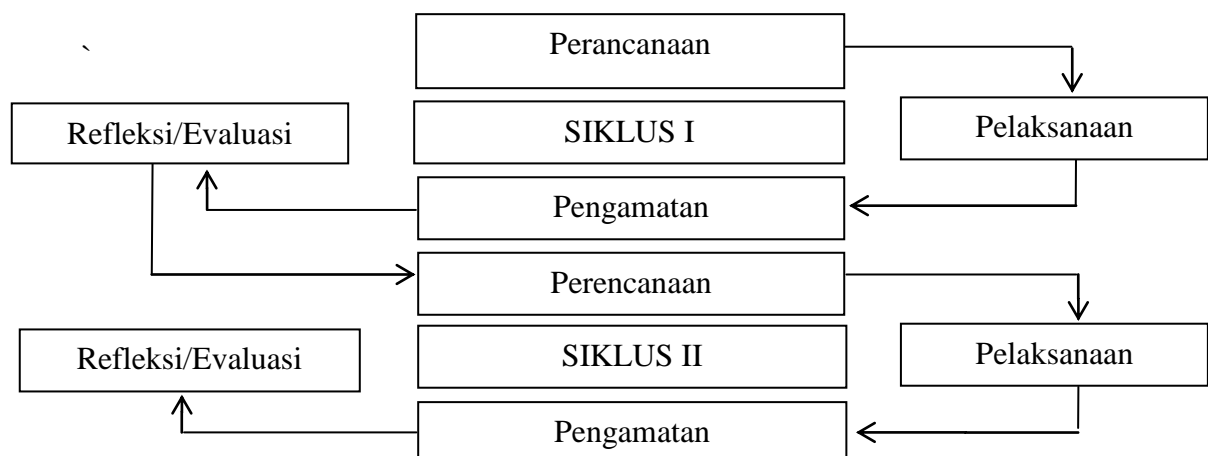 `
Perancanaan
Refleksi/Evaluasi
SIKLUS I
Pelaksanaan
Pengamatan
Perencanaan
Refleksi/Evaluasi
SIKLUS II
Pelaksanaan
Pengamatan